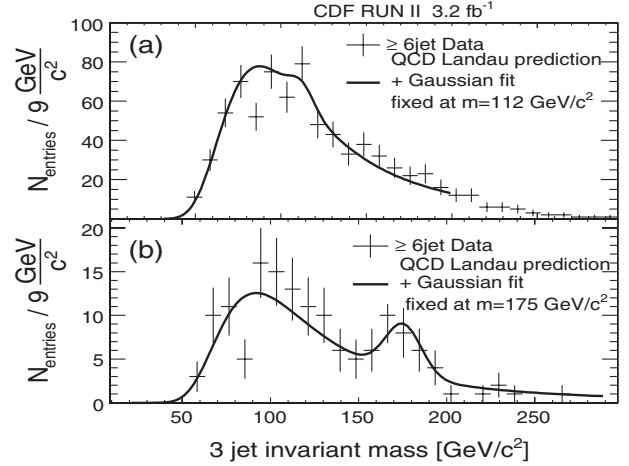 CDF RUN II 3.2 fb-1
(a)
≥ 6jet Data
QCD Landau prediction
+ Gaussian fit
fixed at m=112 GeV/c2
Nentries / 9 GeV/c2
100
80
60
40
20
(b)
≥ 6jet Data
QCD Landau prediction
+ Gaussian fit
fixed at m=175 GeV/c2
Nentries / 9 GeV/c2
20
15
10
5
0
50 100 150 200 250
3 jet invariant mass [GeV/c2]